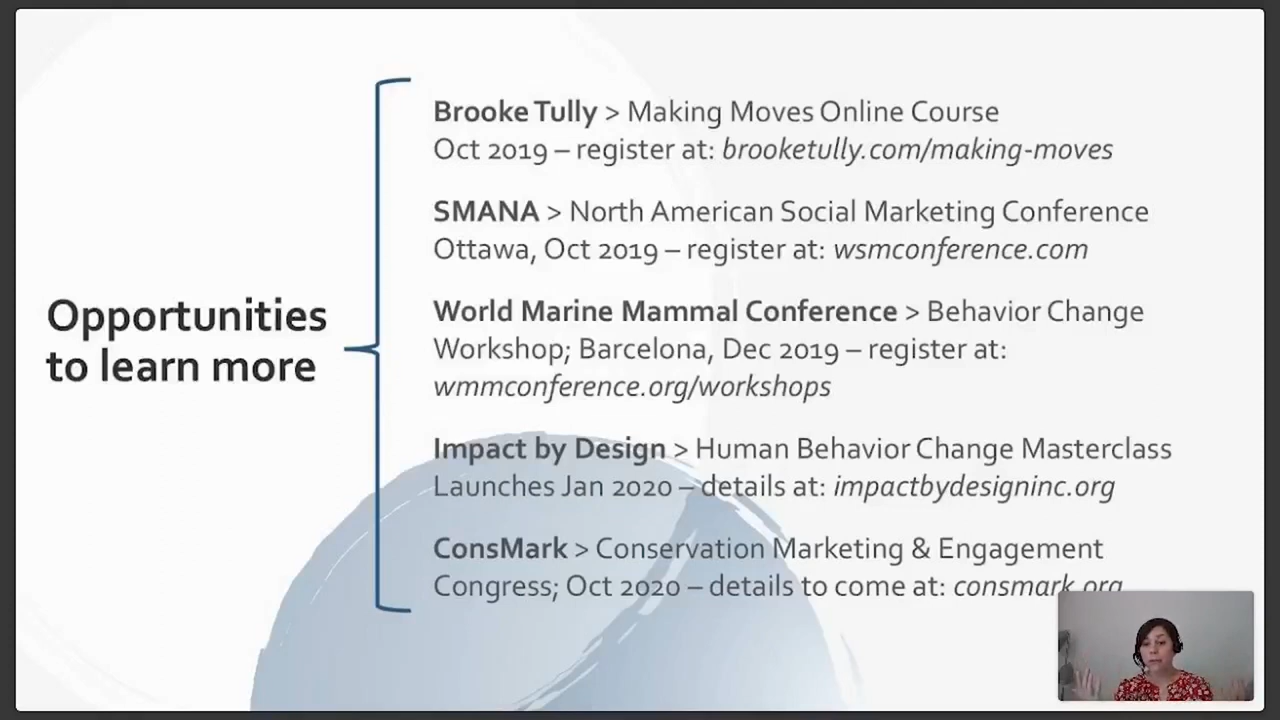 Opportunities
to learn more
Brooke Tully > Making Moves Online Course
Oct 2019 – register at: brooketully.com/making-moves
SMANA > North American Social Marketing Conference
Ottawa, Oct 2019 – register at: wsmconference.com
World Marine Mammal Conference > Behavior Change
Workshop; Barcelona, Dec 2019 – register at:
wmmconference.org/workshops
Impact by Design > Human Behavior Change Masterclass
Launches Jan 2020 – details at: impactbydesigninc.org
ConsMark > Conservation Marketing & Engagement
Congress; Oct 2020 – details to come at: consmark.org